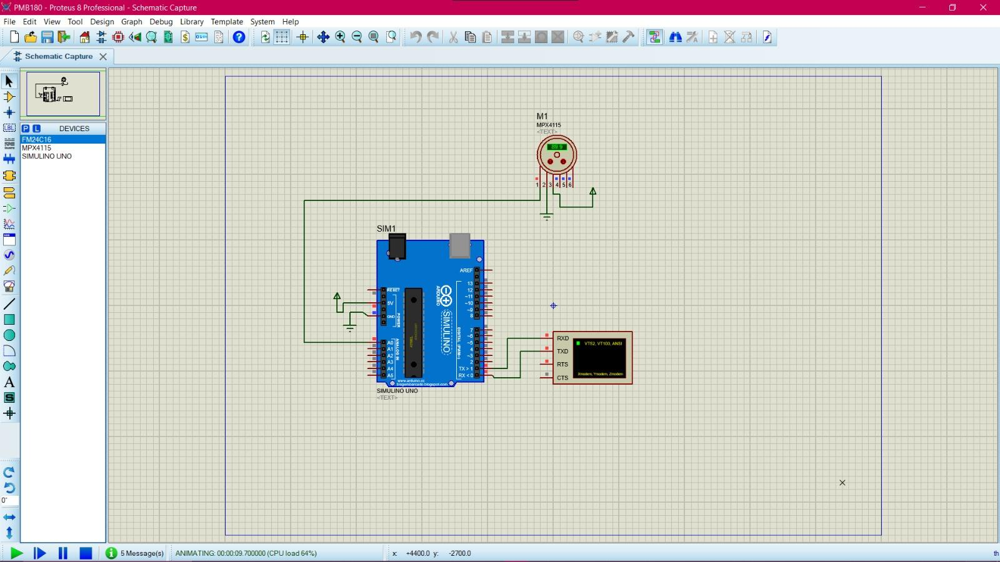 PMB180 - Proteus 8 Professional - Schematic Capture
File Edit View Tool Design Graph Debug Library Template System Help
Schematic Capture
P L DEVICES
FM24C16
MPX4115
SIMULINO UNO
LBL
A
S
0°
M1
MPX4115
<TEXT>
89.9
1 2 3 4 5 6
SIM1
AREF
13
12
~11
~10
~9
8
7
~6
~5
4
~3
2
TX > 1
RX < 0
RESET
5V
GND
POWER
A0
A1
A2
A3
A4
A5
ANALOG IN
ARDUINO
SIMULINO
DIGITAL (PWM~)
www.arduino.cc
blogembarcado.blogspot.com
SIMULINO UNO
<TEXT>
RXD
TXD
RTS
CTS
VT52, VT100, ANSI
Xmodem, Ymodem, Zmodem
5 Message(s) ANIMATING: 00:00:09.700000 (CPU load 64%) x: +4400.0 y: -2700.0 th